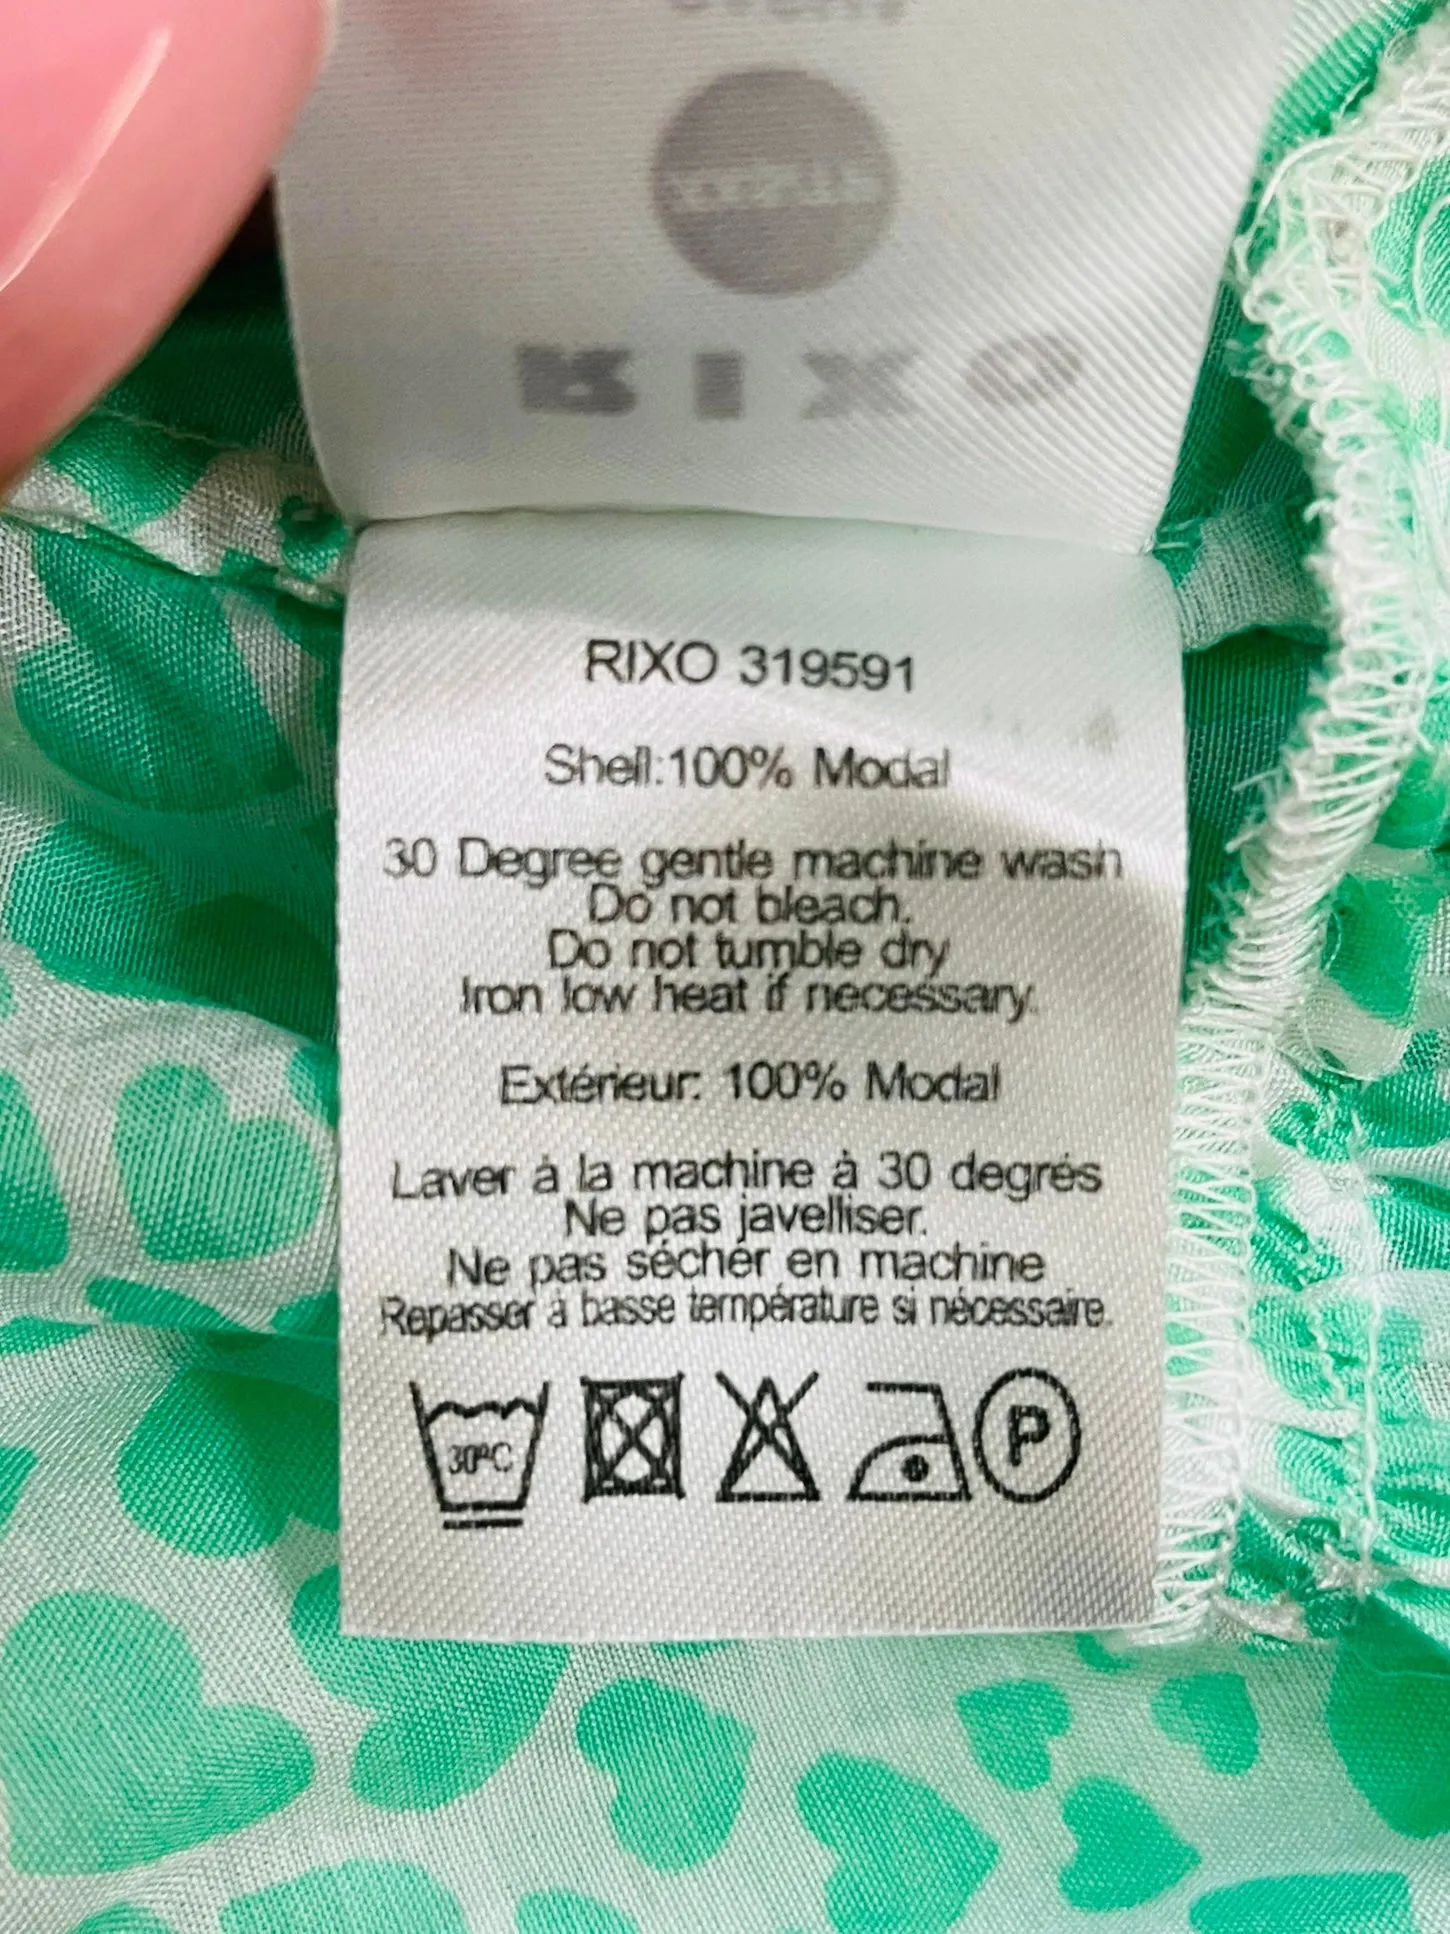 RIXO
RIXO 319591
Shell:100% Modal
30 Degree gentle machine wash
Do not bleach.
Do not tumble dry
Iron low heat if necessary.
Extérieur: 100% Modal
Laver à la machine à 30 degrés
Ne pas javelliser.
Ne pas sécher en machine
Repasser à basse température si nécessaire.
30ºC
P